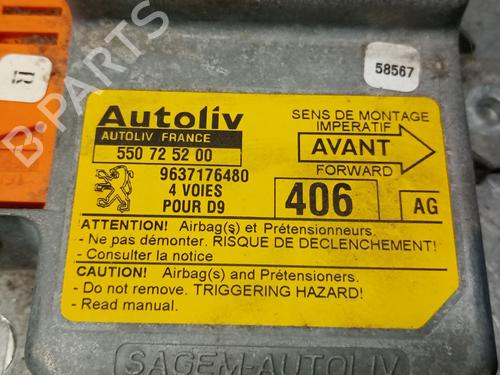 58567
Autoliv
AUTOLIV FRANCE
550 72 52 00
9637176480
4 VOIES
POUR D9
SENS DE MONTAGE
IMPERATIF
AVANT
FORWARD
406
AG
ATTENTION! Airbag(s) et Prétensionneurs.
- Ne pas démonter. RISQUE DE DECLENCHEMENT!
- Consulter la notice
CAUTION! Airbag(s) and Prétensioners.
- Do not remove. TRIGGERING HAZARD!
- Read manual.
SAGEM-AUTOLIV
B-PARTS